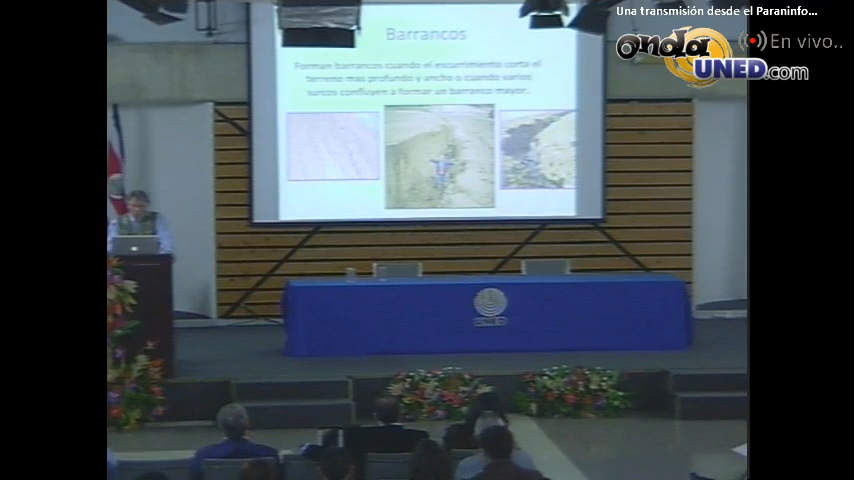 Una transmisión desde el Paraninfo...
onda
UNED.com
En vivo..
Barrancos
Forman barrancos cuando el escurrimiento corta el
terreno mas profundo y ancho o cuando varios
surcos confluyen a formar un barranco mayor.
UNED